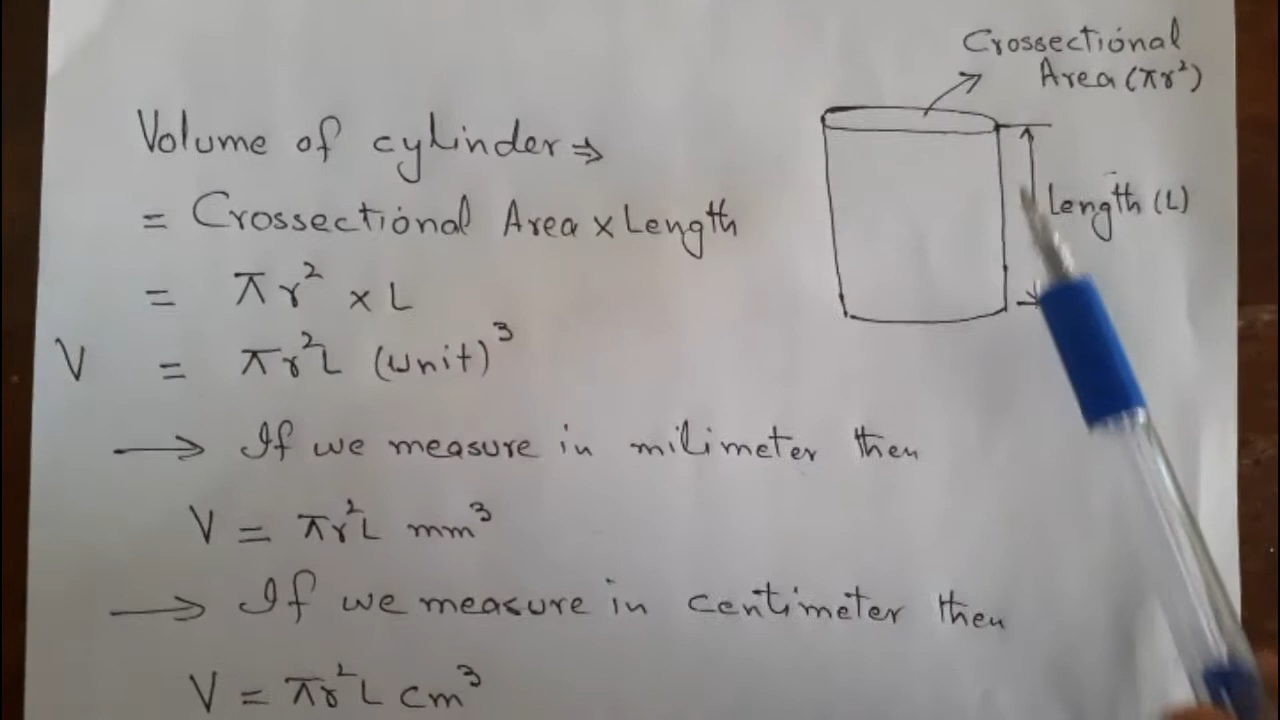 Crossectional
Area (πr²)
Volume of cylinder ⇒
= Crossectional Area × Length
Length (L)
= πr² × L
V = πr²L (unit)³
→ If we measure in milimeter then
V = πr²L mm³
→ If we measure in centimeter then
V = πr²L cm³